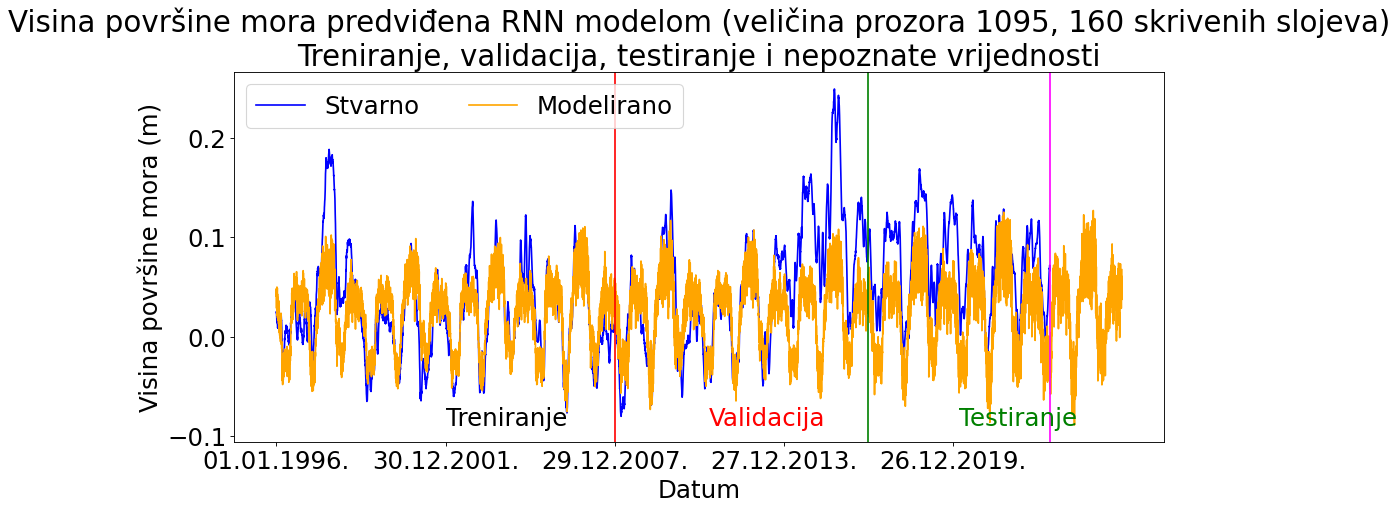 Visina površine mora predviđena RNN modelom (veličina prozora 1095, 160 skrivenih slojeva)
Treniranje, validacija, testiranje i nepoznate vrijednosti
Stvarno
Modelirano
Visina površine mora (m)
0.2
0.1
0.0
−0.1
Treniranje
Validacija
Testiranje
01.01.1996.
30.12.2001.
29.12.2007.
27.12.2013.
26.12.2019.
Datum